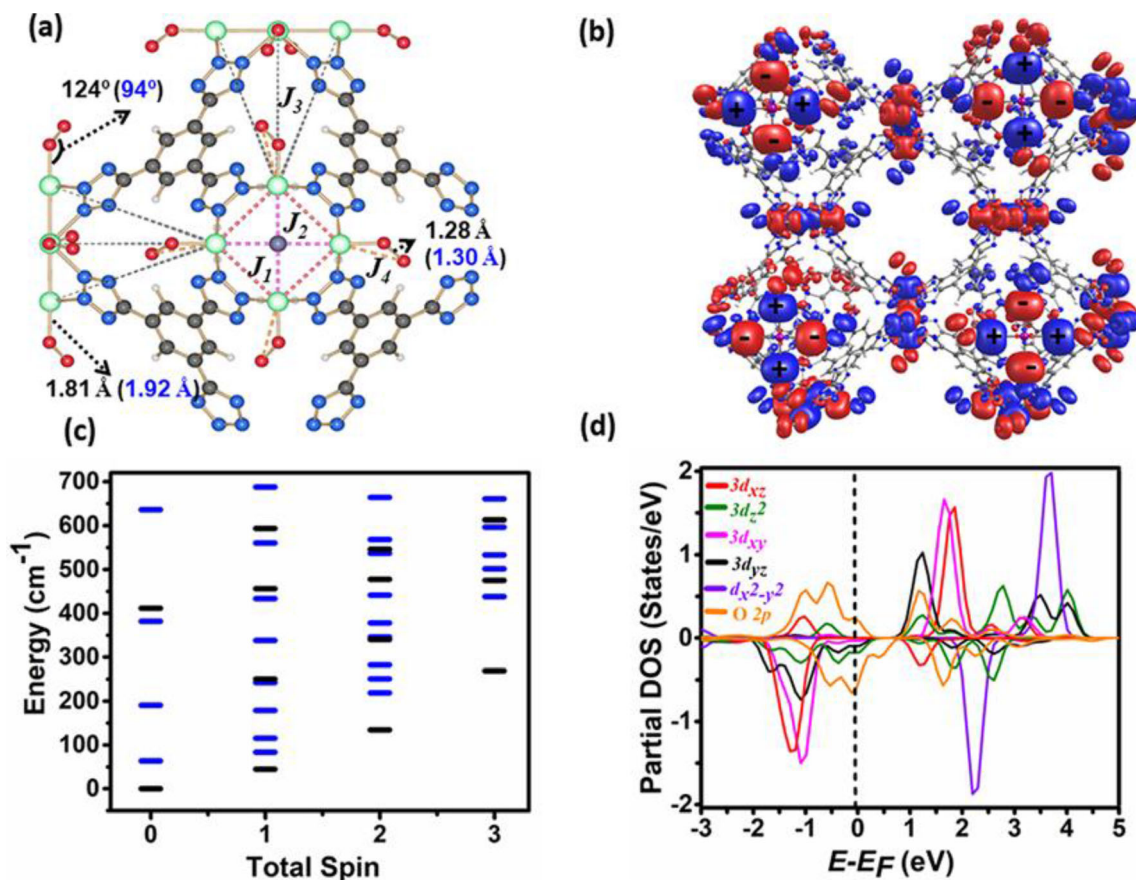 (a)
124° (94°)
J3
J2
J1
J4
1.28 Å
(1.30 Å)
1.81 Å (1.92 Å)
(b)
- + + -
+ - - +
+ - + -
- + + -
(c)
Energy (cm-1)
700
600
500
400
300
200
100
0
0 1 2 3
Total Spin
(d)
Partial DOS (States/eV)
2
1
0
-1
-2
3dxz
3dz2
3dxy
3dyz
dx2-y2
O 2p
-3 -2 -1 0 1 2 3 4 5
E-EF (eV)